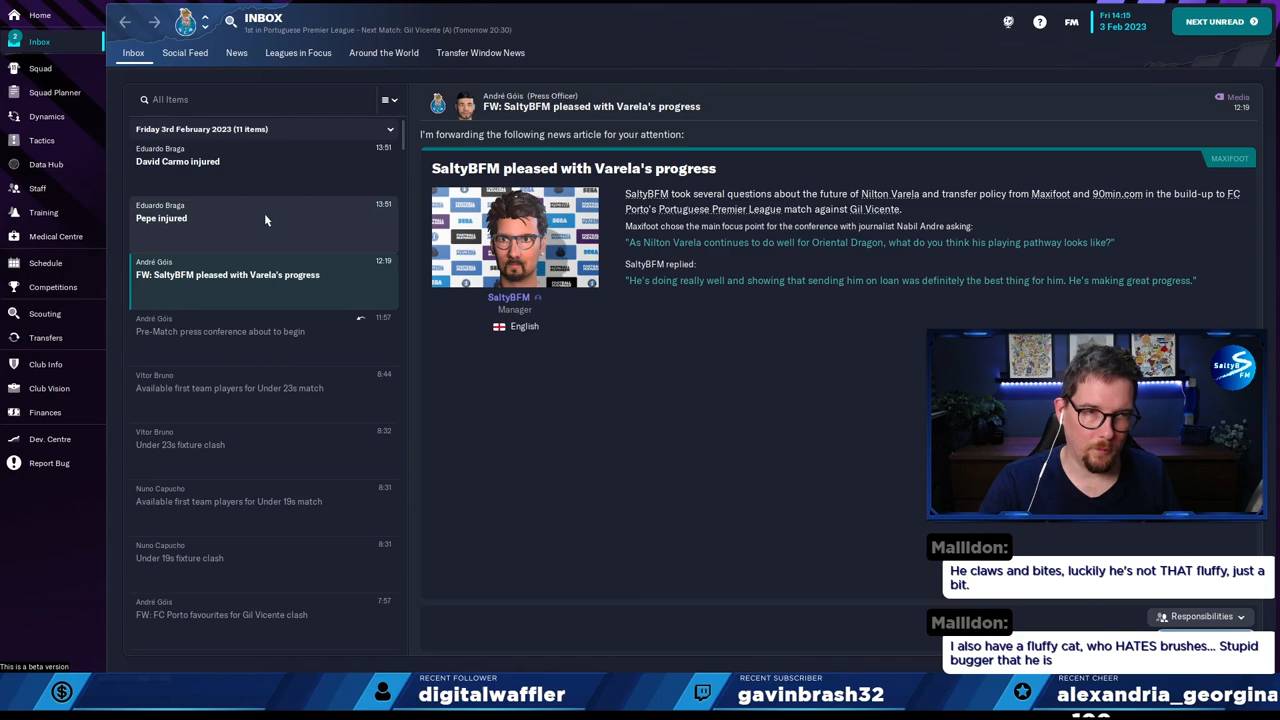 Home
2
Inbox
Squad
Squad Planner
Dynamics
Tactics
Data Hub
Staff
Training
Medical Centre
Schedule
Competitions
Scouting
Transfers
Club Info
Club Vision
Finances
Dev. Centre
Report Bug
This is a beta version
INBOX
1st in Portuguese Premier League - Next Match: Gil Vicente (A) (Tomorrow 20:30)
FM
Fri 14:15
3 Feb 2023
NEXT UNREAD
Inbox
Social Feed
News
Leagues in Focus
Around the World
Transfer Window News
All Items
Friday 3rd February 2023 (11 items)
Eduardo Braga 13:51
David Carmo injured
Eduardo Braga 13:51
Pepe injured
André Góis 12:19
FW: SaltyBFM pleased with Varela's progress
André Góis 11:57
Pre-Match press conference about to begin
Vítor Bruno 8:44
Available first team players for Under 23s match
Vítor Bruno 8:32
Under 23s fixture clash
Nuno Capucho 8:31
Available first team players for Under 19s match
Nuno Capucho 8:31
Under 19s fixture clash
André Góis 7:57
FW: FC Porto favourites for Gil Vicente clash
André Góis (Press Officer)
FW: SaltyBFM pleased with Varela's progress
Media
12:19
I'm forwarding the following news article for your attention:
SaltyBFM pleased with Varela's progress
MAXIFOOT
SaltyBFM
Manager
English
SaltyBFM took several questions about the future of Nilton Varela and transfer policy from Maxifoot and 90min.com in the build-up to FC
Porto's Portuguese Premier League match against Gil Vicente.
Maxifoot chose the main focus point for the conference with journalist Nabil Andre asking:
"As Nilton Varela continues to do well for Oriental Dragon, what do you think his playing pathway looks like?"
SaltyBFM replied:
"He's doing really well and showing that sending him on loan was definitely the best thing for him. He's making great progress."
SaltyB
FM
Mallldon:
He claws and bites, luckily he's not THAT fluffy, just a
bit.
Responsibilities
Mallldon:
I also have a fluffy cat, who HATES brushes... Stupid
bugger that he is
RECENT FOLLOWER
digitalwaffler
RECENT SUBSCRIBER
gavinbrash32
RECENT CHEER
alexandria_georgina